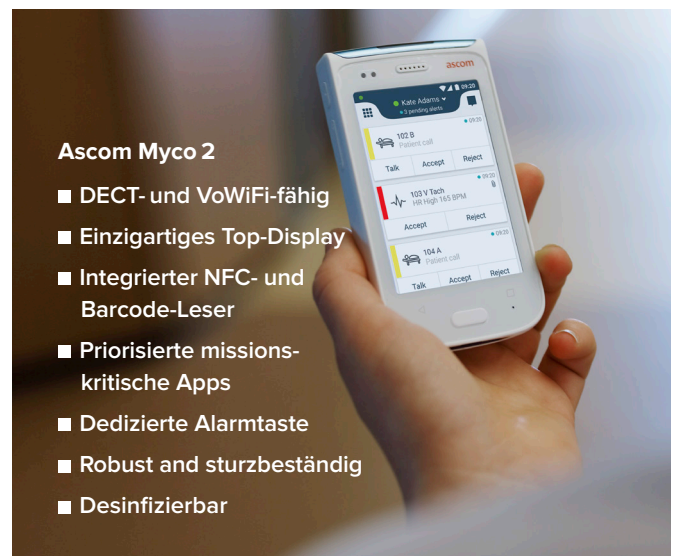 Ascom Myco 2
■ DECT- und VoWiFi-fähig
■ Einzigartiges Top-Display
■ Integrierter NFC- und
Barcode-Leser
■ Priorisierte missions-
kritische Apps
■ Dedizierte Alarmtaste
■ Robust and sturzbeständig
■ Desinfizierbar
ascom
09:20
Kate Adams
3 pending alerts
09:20
102 B
Patient call
Talk Accept Reject
09:20
103 V Tach
HR High 165 BPM
Accept Reject
09:20
104 A
Patient call
Talk Accept Reject